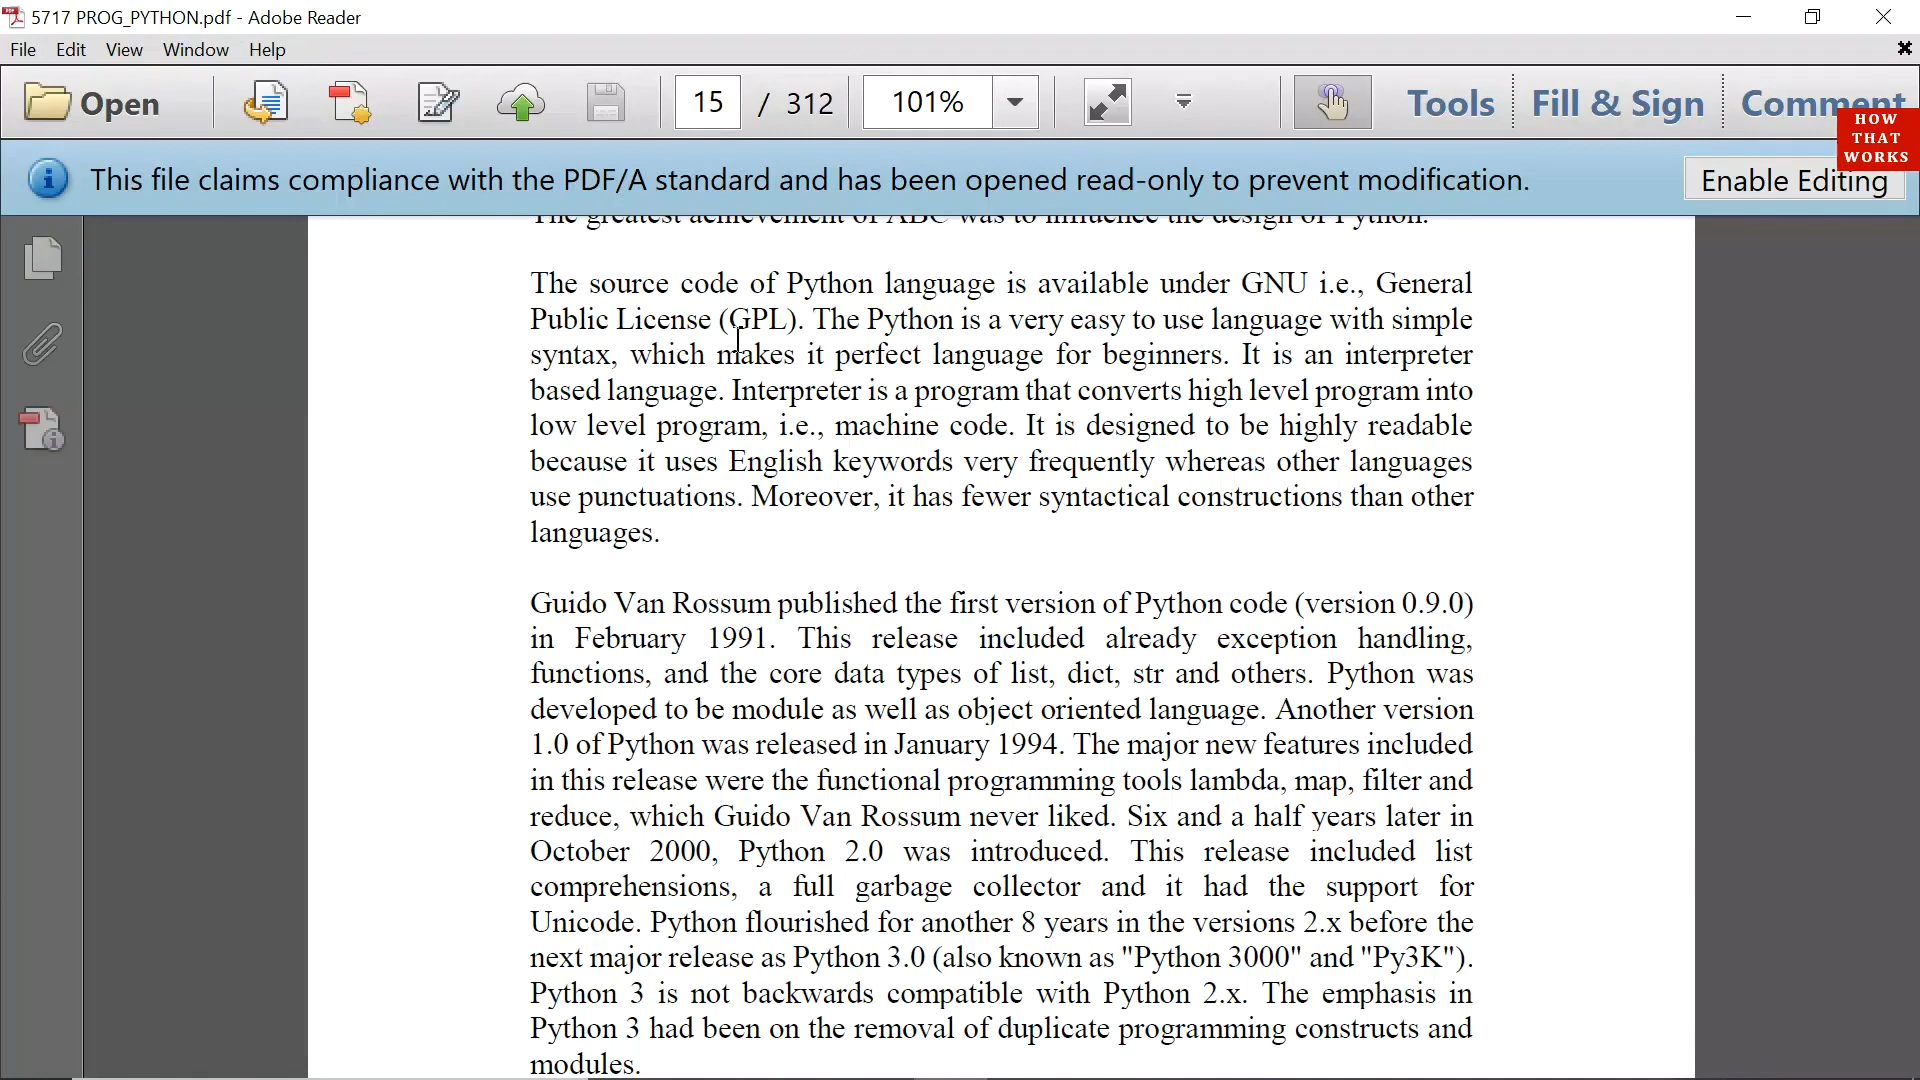 5717 PROG_PYTHON.pdf - Adobe Reader
File Edit View Window Help
Open 15 / 312 101% Tools Fill & Sign Comment
HOW
THAT
WORKS
This file claims compliance with the PDF/A standard and has been opened read-only to prevent modification. Enable Editing
The greatest achievement of ABC was to influence the design of Python.
The source code of Python language is available under GNU i.e., General
Public License (GPL). The Python is a very easy to use language with simple
syntax, which makes it perfect language for beginners. It is an interpreter
based language. Interpreter is a program that converts high level program into
low level program, i.e., machine code. It is designed to be highly readable
because it uses English keywords very frequently whereas other languages
use punctuations. Moreover, it has fewer syntactical constructions than other
languages.
Guido Van Rossum published the first version of Python code (version 0.9.0)
in February 1991. This release included already exception handling,
functions, and the core data types of list, dict, str and others. Python was
developed to be module as well as object oriented language. Another version
1.0 of Python was released in January 1994. The major new features included
in this release were the functional programming tools lambda, map, filter and
reduce, which Guido Van Rossum never liked. Six and a half years later in
October 2000, Python 2.0 was introduced. This release included list
comprehensions, a full garbage collector and it had the support for
Unicode. Python flourished for another 8 years in the versions 2.x before the
next major release as Python 3.0 (also known as "Python 3000" and "Py3K").
Python 3 is not backwards compatible with Python 2.x. The emphasis in
Python 3 had been on the removal of duplicate programming constructs and
modules.